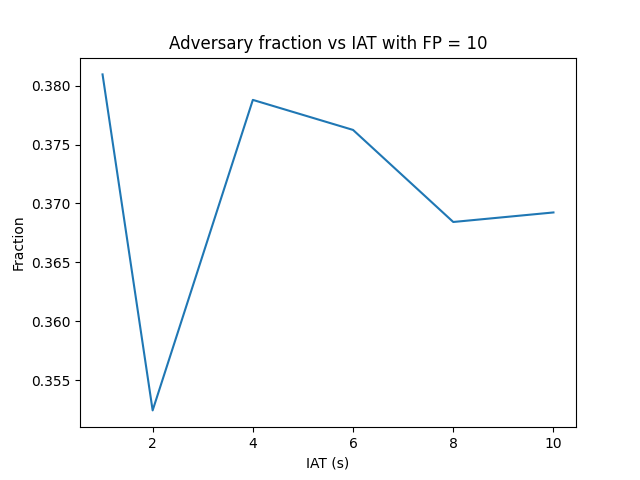 Adversary fraction vs IAT with FP = 10
0.380
0.375
0.370
0.365
0.360
0.355
Fraction
2 4 6 8 10
IAT (s)